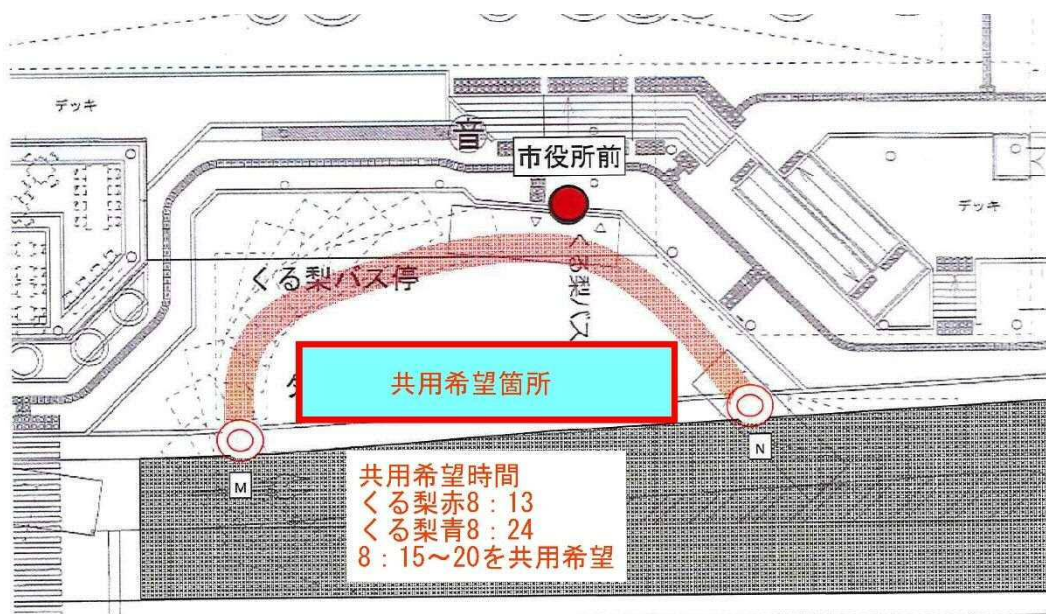 デッキ
音
市役所前
デッキ
くる梨バス停
くる梨バス
共用希望箇所
M
N
共用希望時間
くる梨赤8：13
くる梨青8：24
8：15～20を共用希望